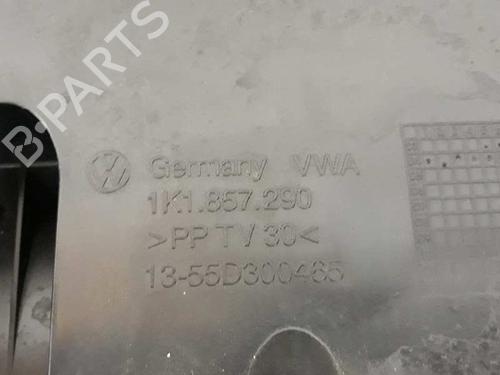 B·PARTS
Germany VWA
1K1.857.290
>PP TV 30<
13-55D300465